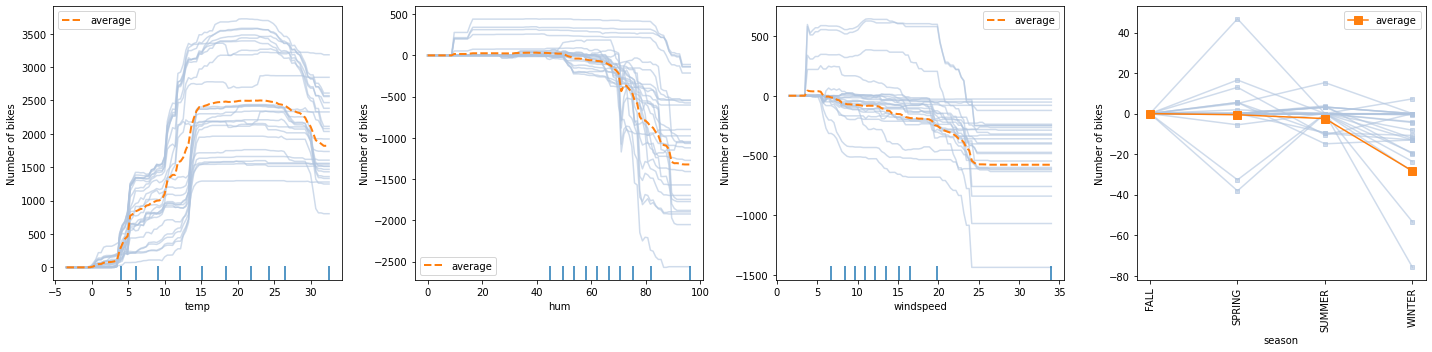 average
3500
3000
2500
2000
1500
1000
500
0
Number of bikes
−5 0 5 10 15 20 25 30
temp
500
0
−500
−1000
−1500
−2000
−2500
Number of bikes
average
0 20 40 60 80 100
hum
average
500
0
−500
−1000
−1500
Number of bikes
0 5 10 15 20 25 30 35
windspeed
average
40
20
0
−20
−40
−60
−80
Number of bikes
FALL
SPRING
SUMMER
WINTER
season